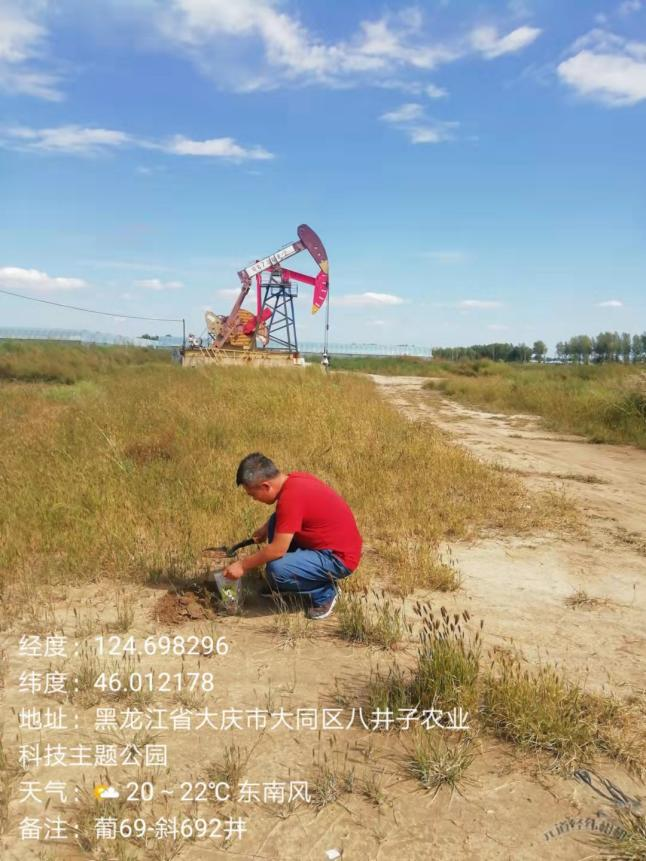 经度：124.698296
纬度：46.012178
地址：黑龙江省大庆市大同区八井子农业
科技主题公园
天气：20～22℃ 东南风
备注：葡69-斜692井